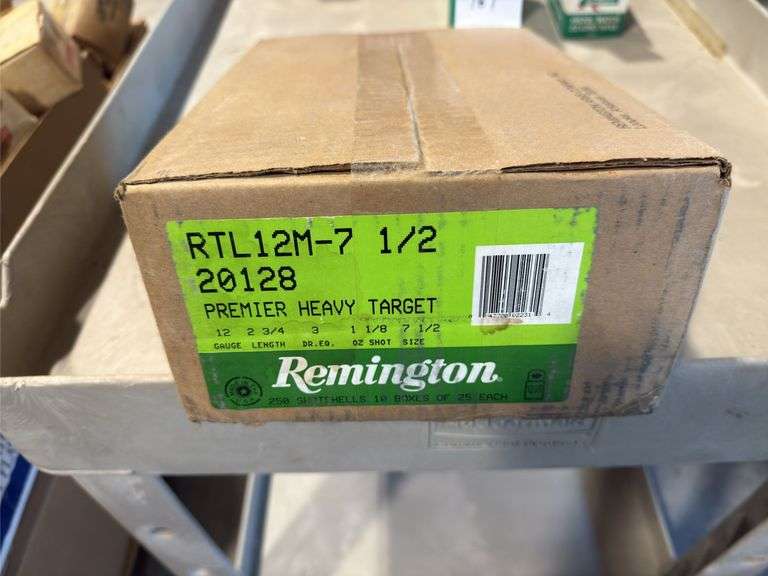 RTL12M-7 1/2
20128
PREMIER HEAVY TARGET
12 2 3/4 3 1 1/8 7 1/2
GAUGE LENGTH DR.EQ. OZ SHOT SIZE
Remington
250 SHOTSHELLS 10 BOXES OF 25 EACH